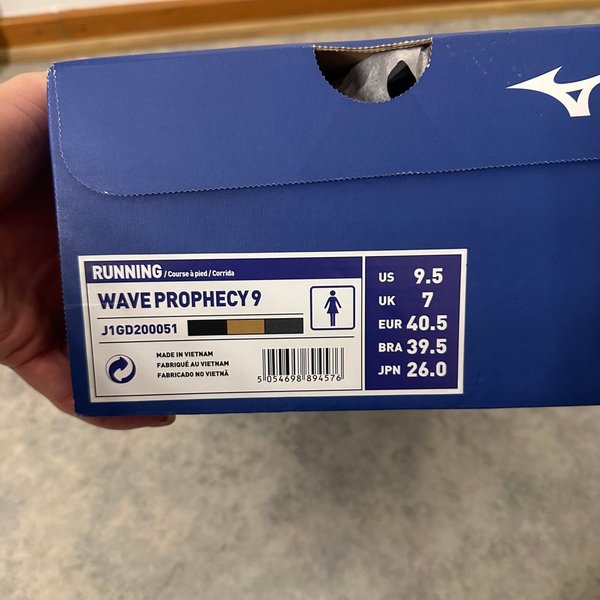 RUNNING / Course à pied / Corrida
WAVE PROPHECY 9
J1GD200051
MADE IN VIETNAM
FABRIQUÉ AU VIETNAM
FABRICADO NO VIETNÃ
5 054698 894576
US 9.5
UK 7
EUR 40.5
BRA 39.5
JPN 26.0